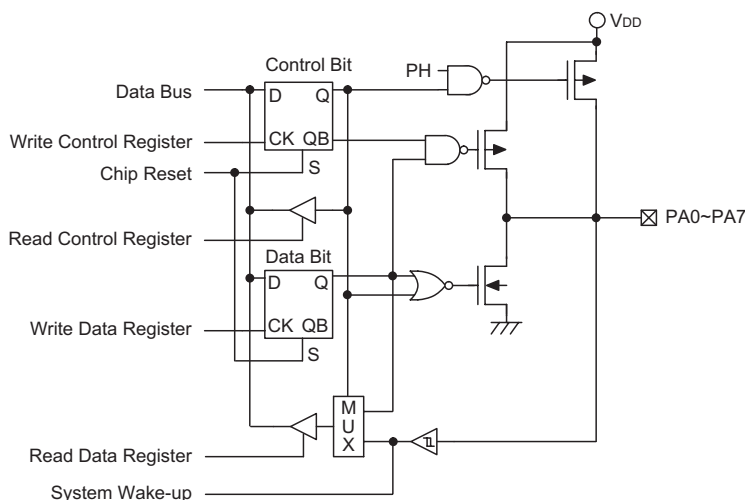 VDD
Control Bit
PH
Data Bus
D
Q
Write Control Register
CK
QB
Chip Reset
S
PA0~PA7
Read Control Register
Data Bit
D
Q
Write Data Register
CK
QB
S
M
U
X
Read Data Register
System Wake-up